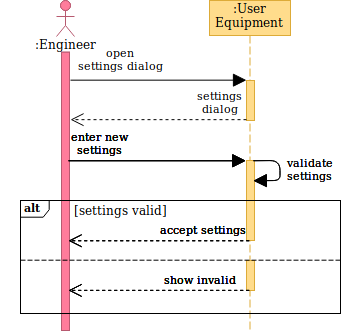 :User
Equipment
:Engineer
open
settings dialog
settings
dialog
enter new
settings
validate
settings
alt
[settings valid]
accept settings
show invalid